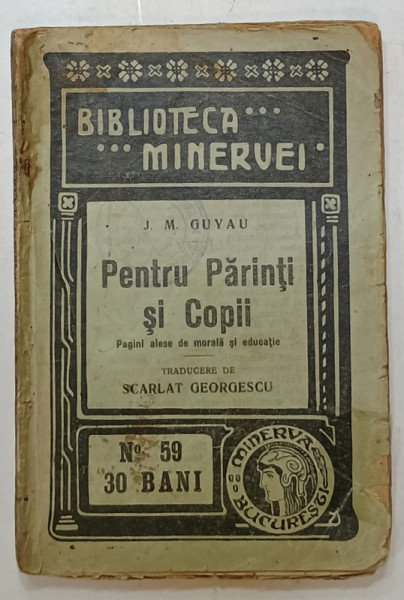 BIBLIOTECA
MINERVEI
J. M. GUYAU
Pentru Părinţi
şi Copii
Pagini alese de morală şi educaţie
TRADUCERE DE
SCARLAT GEORGESCU
No 59
30 BANI
MINERVA
BUCUREŞTI